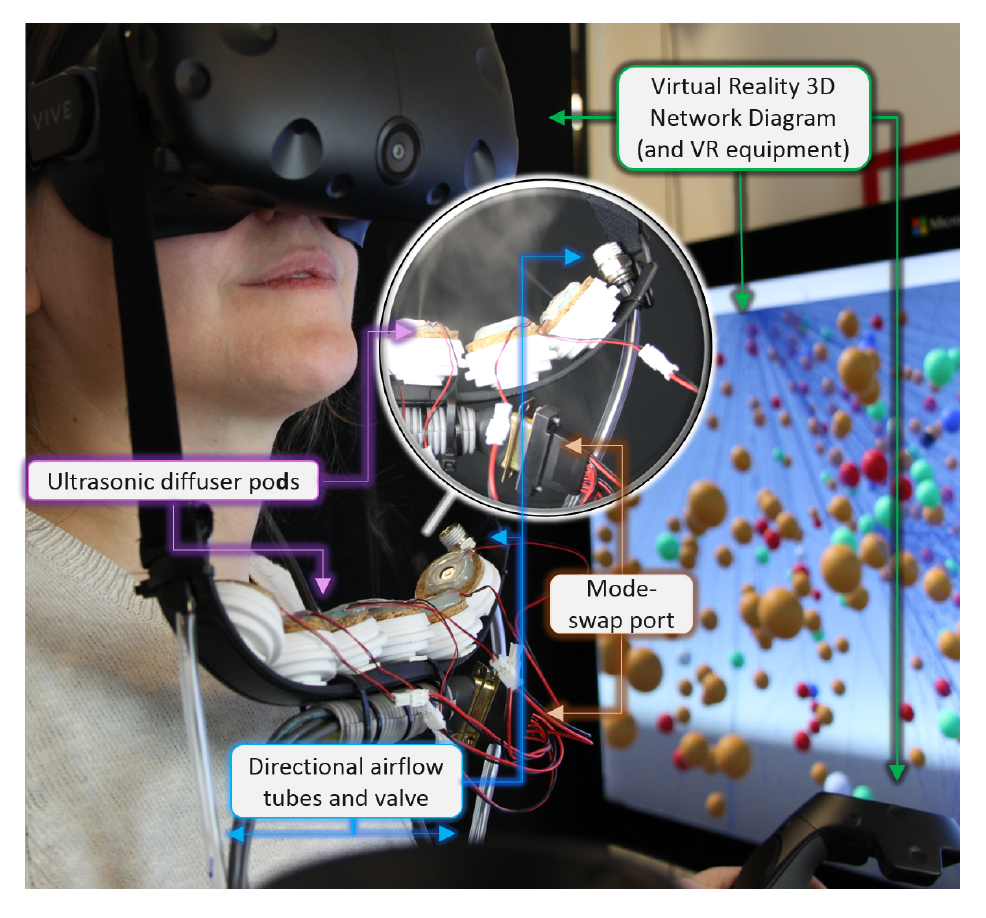 VIVE
Virtual Reality 3D
Network Diagram
(and VR equipment)
Ultrasonic diffuser pods
Mode-
swap port
Directional airflow
tubes and valve